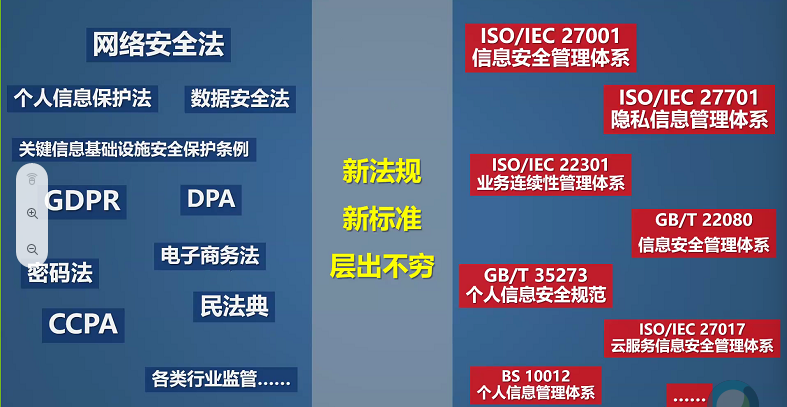 网络安全法
个人信息保护法
数据安全法
关键信息基础设施安全保护条例
GDPR
DPA
电子商务法
密码法
民法典
CCPA
各类行业监管……
新法规
新标准
层出不穷
ISO/IEC 27001
信息安全管理体系
ISO/IEC 27701
隐私信息管理体系
ISO/IEC 22301
业务连续性管理体系
GB/T 22080
信息安全管理体系
GB/T 35273
个人信息安全规范
ISO/IEC 27017
云服务信息安全管理体系
BS 10012
个人信息管理体系
……